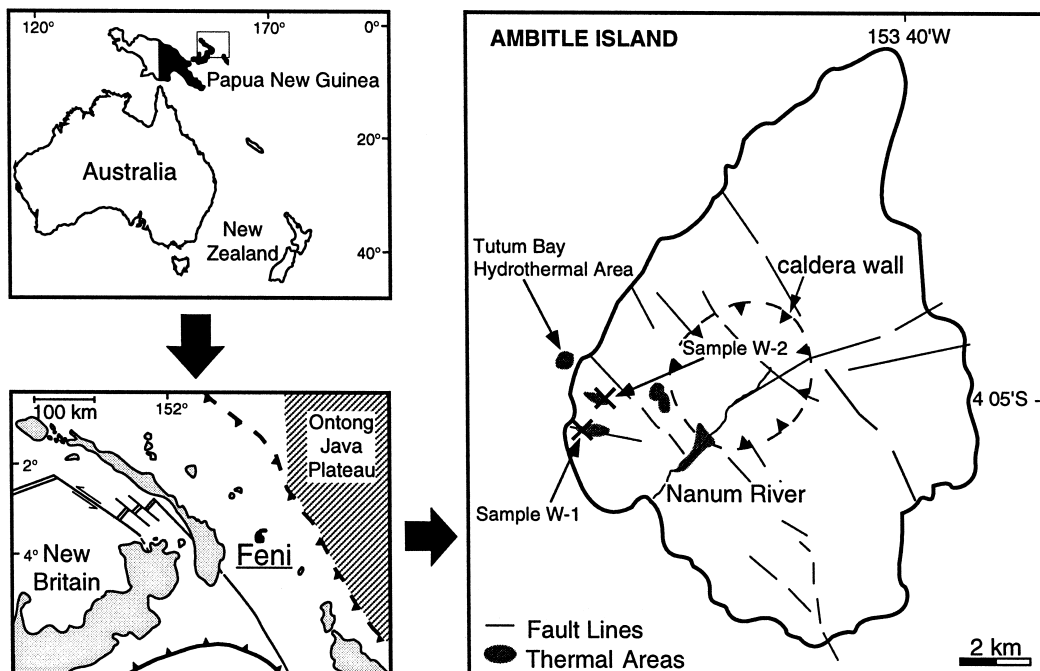 120°
170°
0°
Papua New Guinea
20°
Australia
New
Zealand
40°
100 km
152°
Ontong
Java
Plateau
2°
4°
New
Britain
Feni
AMBITLE ISLAND
153 40'W
Tutum Bay
Hydrothermal Area
caldera wall
Sample W-2
4 05'S
Nanum River
Sample W-1
Fault Lines
Thermal Areas
2 km